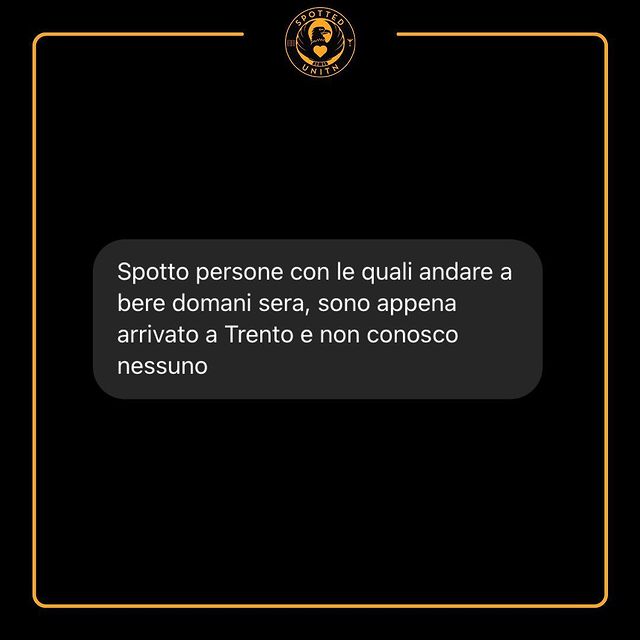 SPOTTED
UNITN
Spotto persone con le quali andare a
bere domani sera, sono appena
arrivato a Trento e non conosco
nessuno